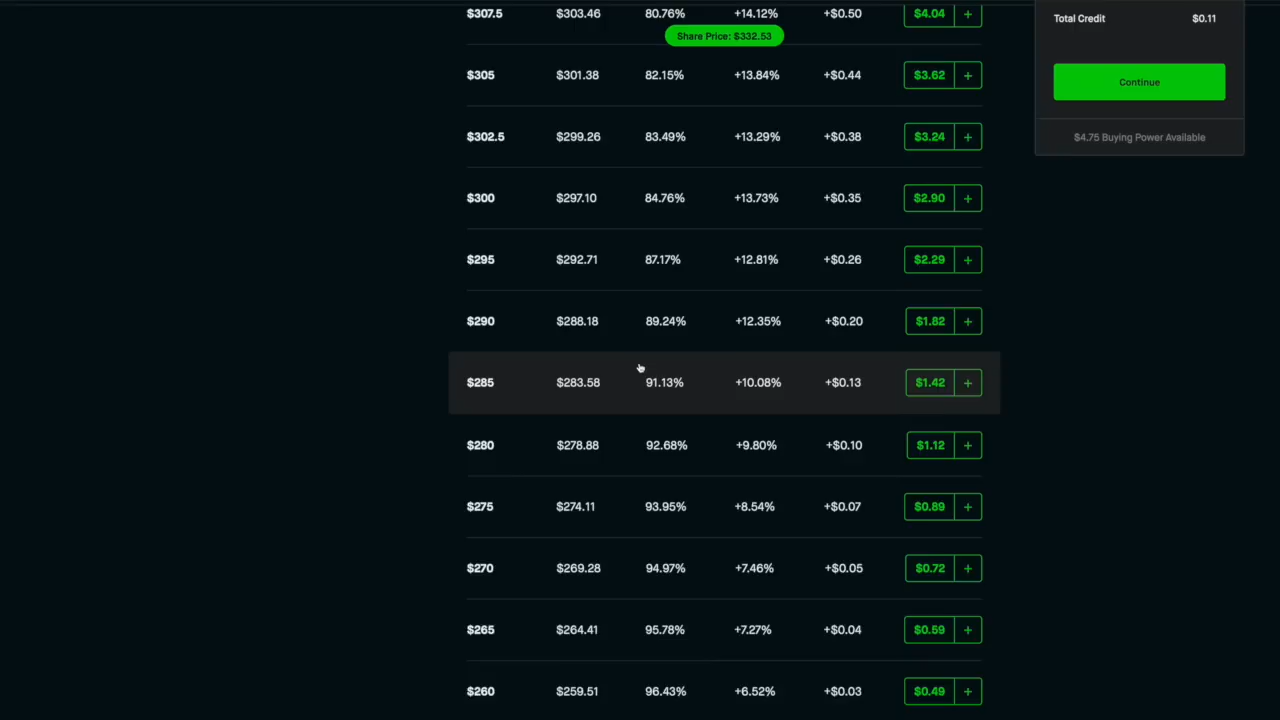 $307.5 $303.46 80.76% +14.12% +$0.50 $4.04 + Total Credit $0.11
Share Price: $332.53
$305 $301.38 82.15% +13.84% +$0.44 $3.62 + Continue
$302.5 $299.26 83.49% +13.29% +$0.38 $3.24 + $4.75 Buying Power Available
$300 $297.10 84.76% +13.73% +$0.35 $2.90 +
$295 $292.71 87.17% +12.81% +$0.26 $2.29 +
$290 $288.18 89.24% +12.35% +$0.20 $1.82 +
$285 $283.58 91.13% +10.08% +$0.13 $1.42 +
$280 $278.88 92.68% +9.80% +$0.10 $1.12 +
$275 $274.11 93.95% +8.54% +$0.07 $0.89 +
$270 $269.28 94.97% +7.46% +$0.05 $0.72 +
$265 $264.41 95.78% +7.27% +$0.04 $0.59 +
$260 $259.51 96.43% +6.52% +$0.03 $0.49 +